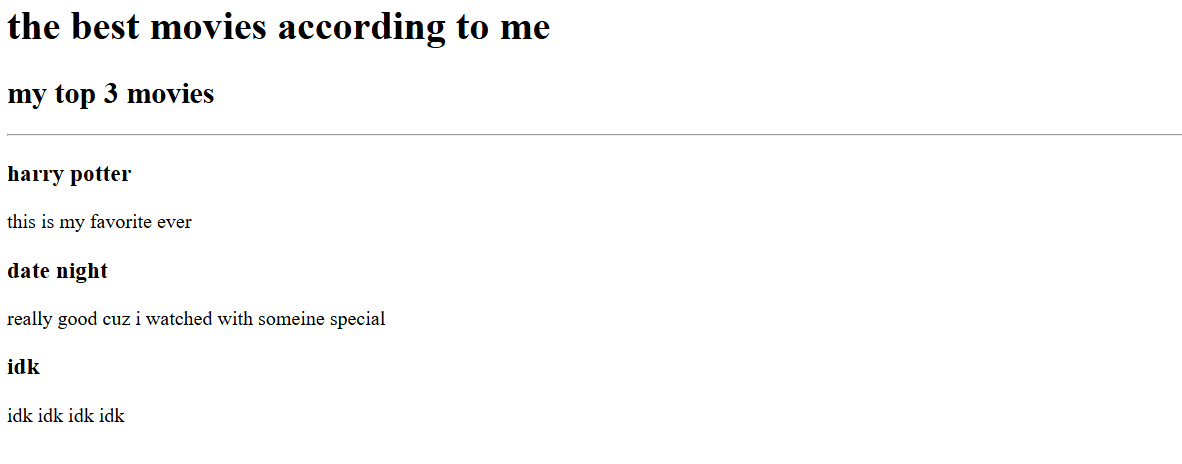 the best movies according to me
my top 3 movies
harry potter
this is my favorite ever
date night
really good cuz i watched with someine special
idk
idk idk idk idk